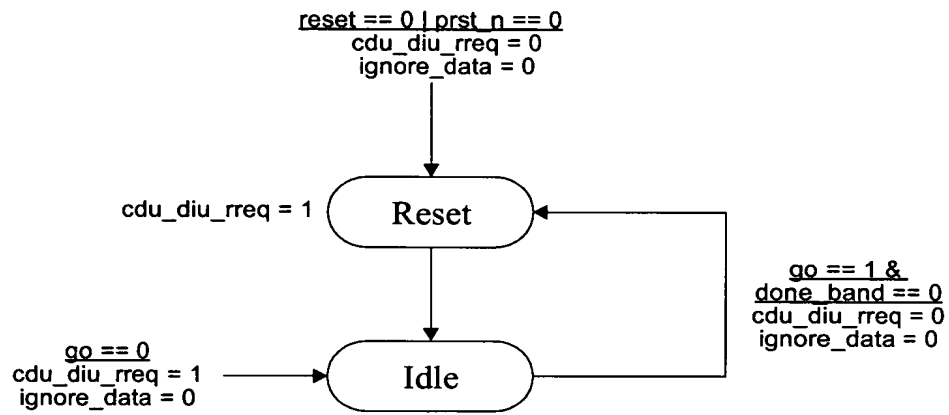 reset == 0 | prst_n == 0
cdu_diu_rreq = 0
ignore_data = 0
cdu_diu_rreq = 1
Reset
go == 1 &
done_band == 0
cdu_diu_rreq = 0
ignore_data = 0
go == 0
cdu_diu_rreq = 1
ignore_data = 0
Idle